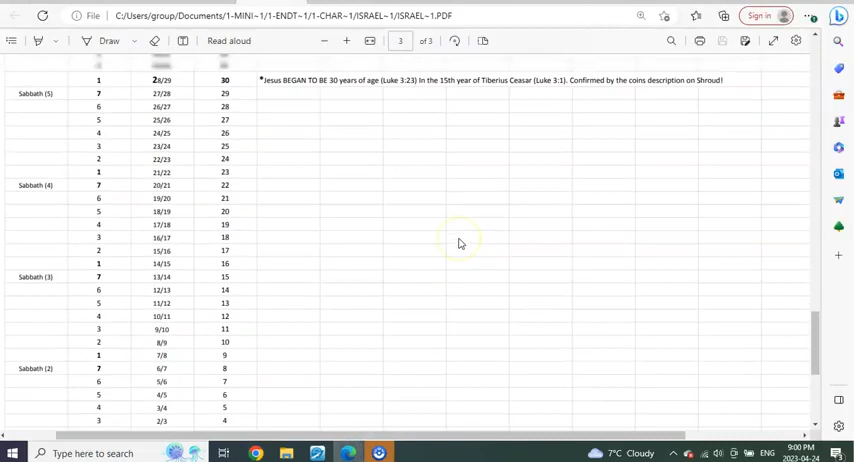 File
C:/Users/group/Documents/1-MINI~1/1-ENDT~1/1-CHAR~1/ISRAEL~1/ISRAEL~1.PDF
Sign in
Draw
Read aloud
3 of 3
1 28/29 30 *Jesus BEGAN TO BE 30 years of age (Luke 3:23) In the 15th year of Tiberius Ceasar (Luke 3:1). Confirmed by the coins description on Shroud!
Sabbath (5) 7 27/28 29
6 26/27 28
5 25/26 27
4 24/25 26
3 23/24 25
2 22/23 24
1 21/22 23
Sabbath (4) 7 20/21 22
6 19/20 21
5 18/19 20
4 17/18 19
3 16/17 18
2 15/16 17
1 14/15 16
Sabbath (3) 7 13/14 15
6 12/13 14
5 11/12 13
4 10/11 12
3 9/10 11
2 8/9 10
1 7/8 9
Sabbath (2) 7 6/7 8
6 5/6 7
5 4/5 6
4 3/4 5
3 2/3 4
Type here to search
7°C Cloudy
ENG
9:00 PM
2023-04-24
3